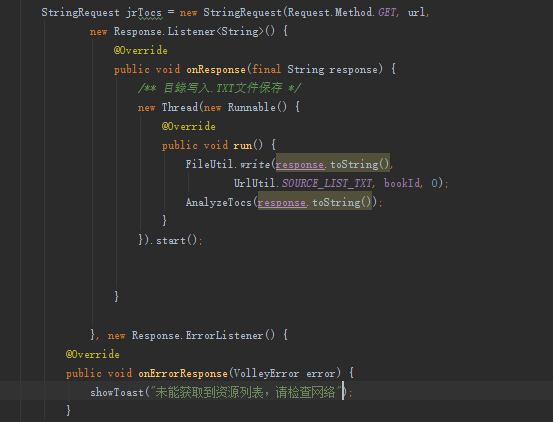 StringRequest jrTocs = new StringRequest(Request.Method.GET, url,
new Response.Listener<String>() {
@Override
public void onResponse(final String response) {
/** 目錄写入.TXT文件保存 */
new Thread(new Runnable() {
@Override
public void run() {
FileUtil.write(response.toString(),
UrlUtil.SOURCE_LIST_TXT, bookId, 0);
AnalyzeTocs(response.toString());
}
}).start();
}
}, new Response.ErrorListener() {
@Override
public void onErrorResponse(VolleyError error) {
showToast("未能获取到资源列表，请检查网络");
}